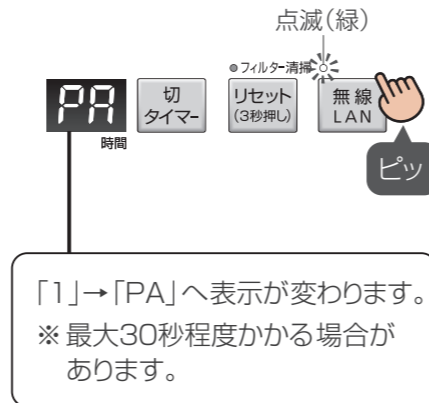 点滅（緑）
フィルター清掃
PA
切
タイマー
リセット
(3秒押し)
無線
LAN
時間
ピッ
「1」→「PA」へ表示が変わります。
※最大30秒程度かかる場合が
あります。